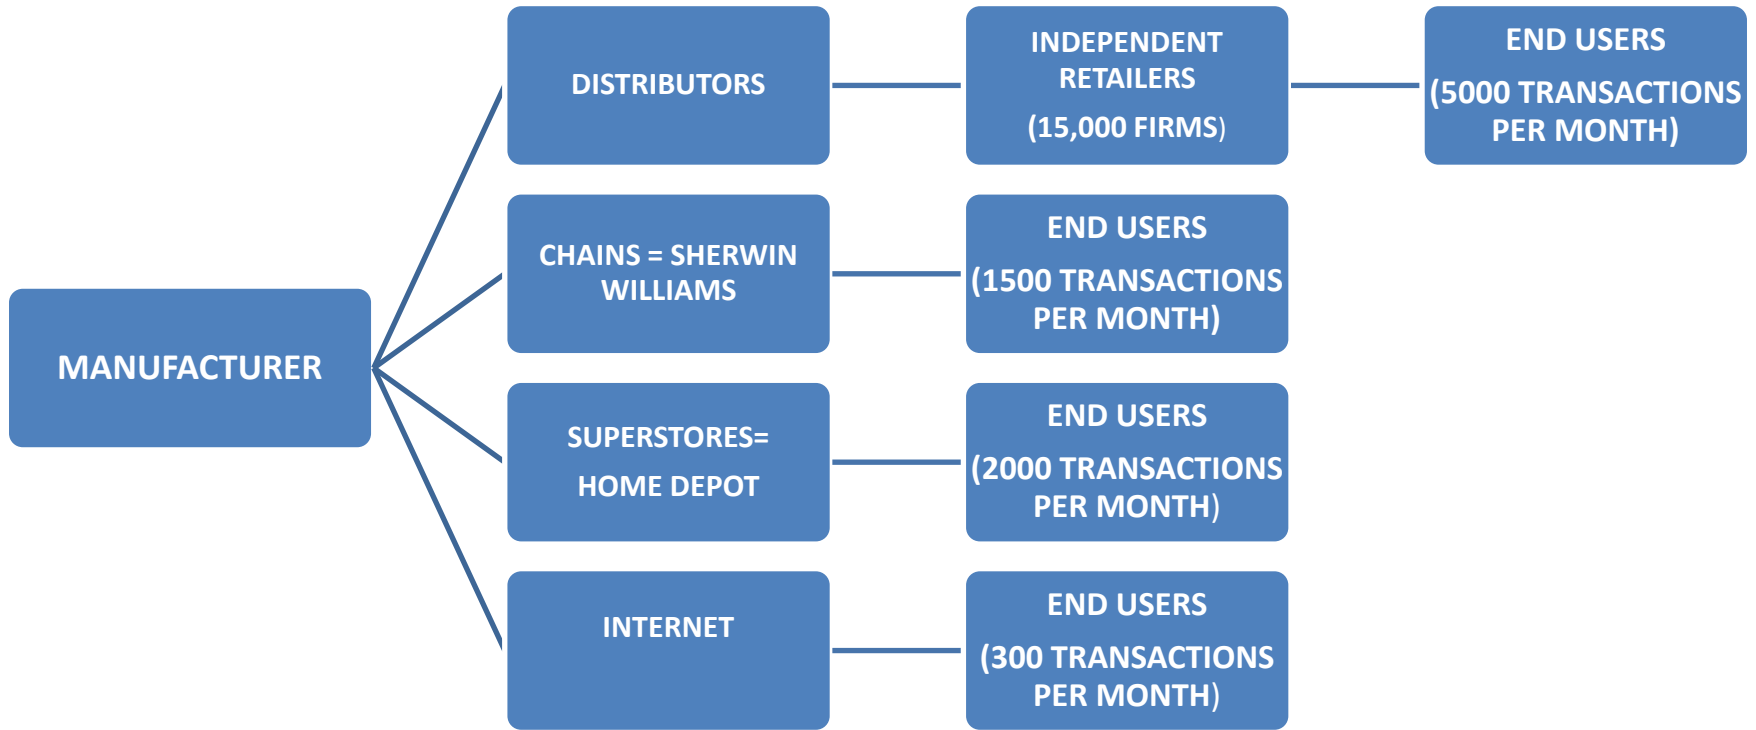 MANUFACTURER
DISTRIBUTORS
INDEPENDENT
RETAILERS
(15,000 FIRMS)
END USERS
(5000 TRANSACTIONS
PER MONTH)
CHAINS = SHERWIN
WILLIAMS
END USERS
(1500 TRANSACTIONS
PER MONTH)
SUPERSTORES=
HOME DEPOT
END USERS
(2000 TRANSACTIONS
PER MONTH)
INTERNET
END USERS
(300 TRANSACTIONS
PER MONTH)